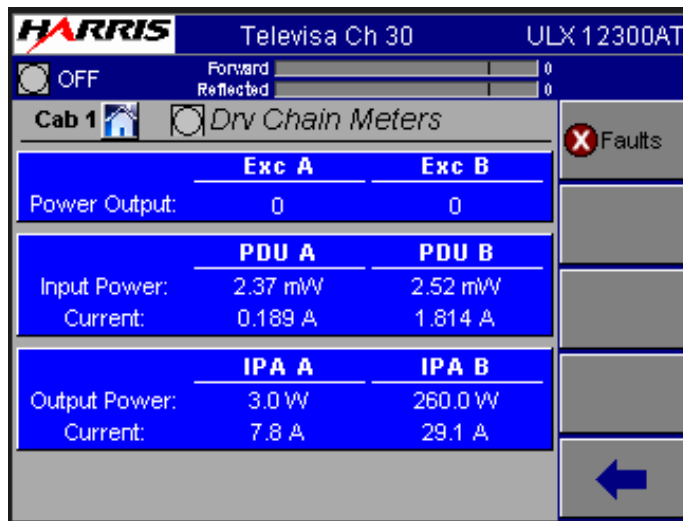 HARRIS Televisa Ch 30 ULX 12300AT
OFF
Forward 0
Reflected 0
Cab 1 Drv Chain Meters
Faults
Exc A Exc B
Power Output: 0 0
PDU A PDU B
Input Power: 2.37 mW 2.52 mW
Current: 0.189 A 1.814 A
IPA A IPA B
Output Power: 3.0 W 260.0 W
Current: 7.8 A 29.1 A